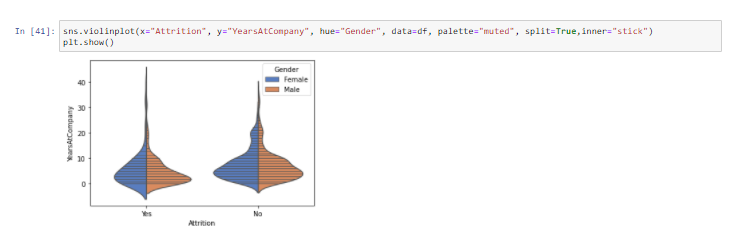 In [41]: sns.violinplot(x="Attrition", y="YearsAtCompany", hue="Gender", data=df, palette="muted", split=True,inner="stick")
plt.show()
Gender
Female
Male
40
30
20
10
0
YearsAtCompany
Yes
No
Attrition